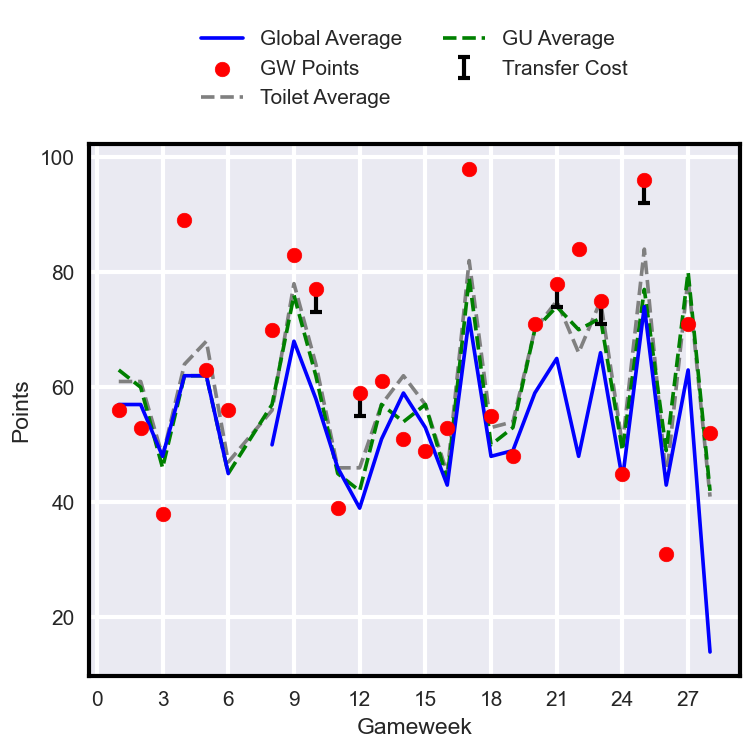 Global Average
GU Average
GW Points
Transfer Cost
Toilet Average
100
80
60
40
20
Points
0 3 6 9 12 15 18 21 24 27
Gameweek